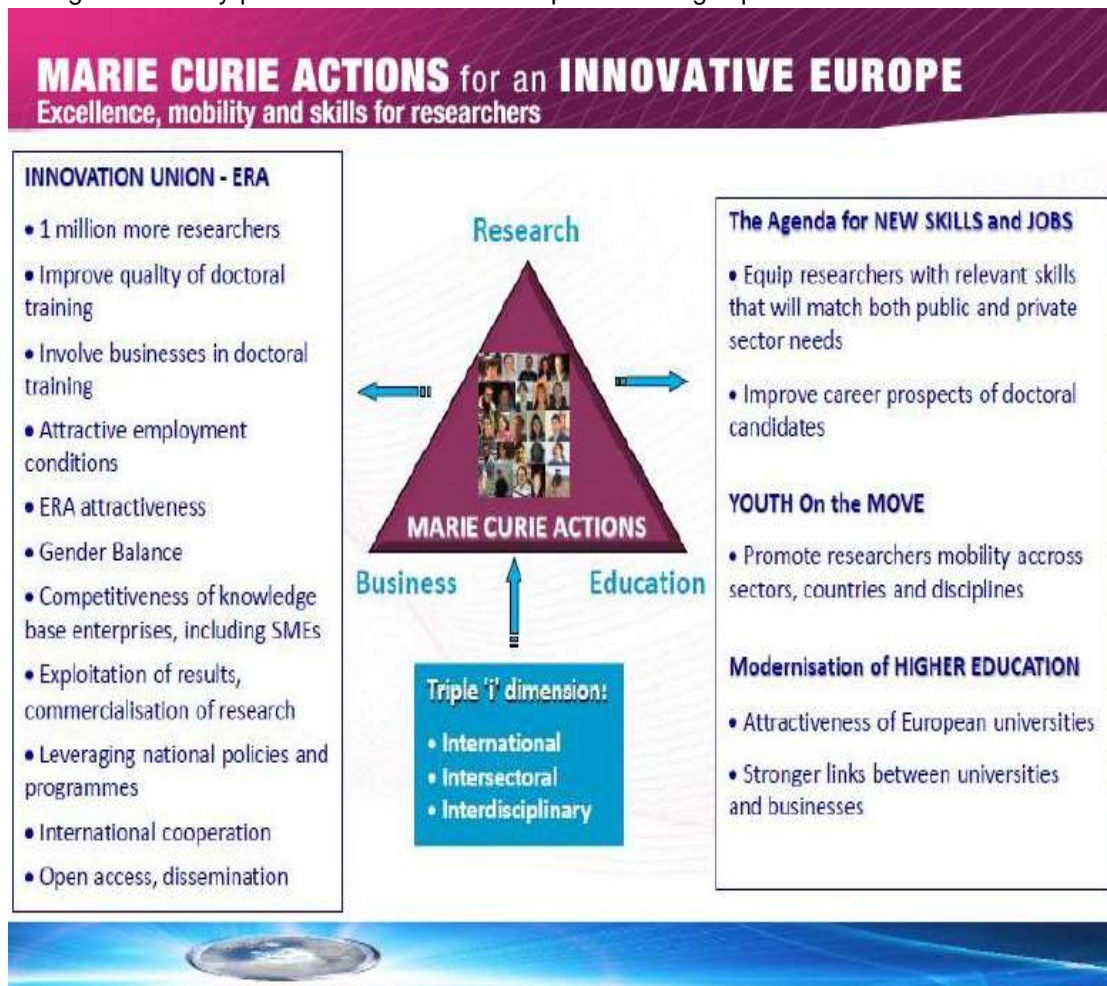 MARIE CURIE ACTIONS for an INNOVATIVE EUROPE
Excellence, mobility and skills for researchers
INNOVATION UNION - ERA
• 1 million more researchers
• Improve quality of doctoral
training
• Involve businesses in doctoral
training
• Attractive employment
conditions
• ERA attractiveness
• Gender Balance
• Competitiveness of knowledge
base enterprises, including SMEs
• Exploitation of results,
commercialisation of research
• Leveraging national policies and
programmes
• International cooperation
• Open access, dissemination
Research
MARIE CURIE ACTIONS
Business
Education
Triple 'i' dimension:
• International
• Intersectoral
• Interdisciplinary
The Agenda for NEW SKILLS and JOBS
• Equip researchers with relevant skills
that will match both public and private
sector needs
• Improve career prospects of doctoral
candidates
YOUTH On the MOVE
• Promote researchers mobility accross
sectors, countries and disciplines
Modernisation of HIGHER EDUCATION
• Attractiveness of European universities
• Stronger links between universities
and businesses